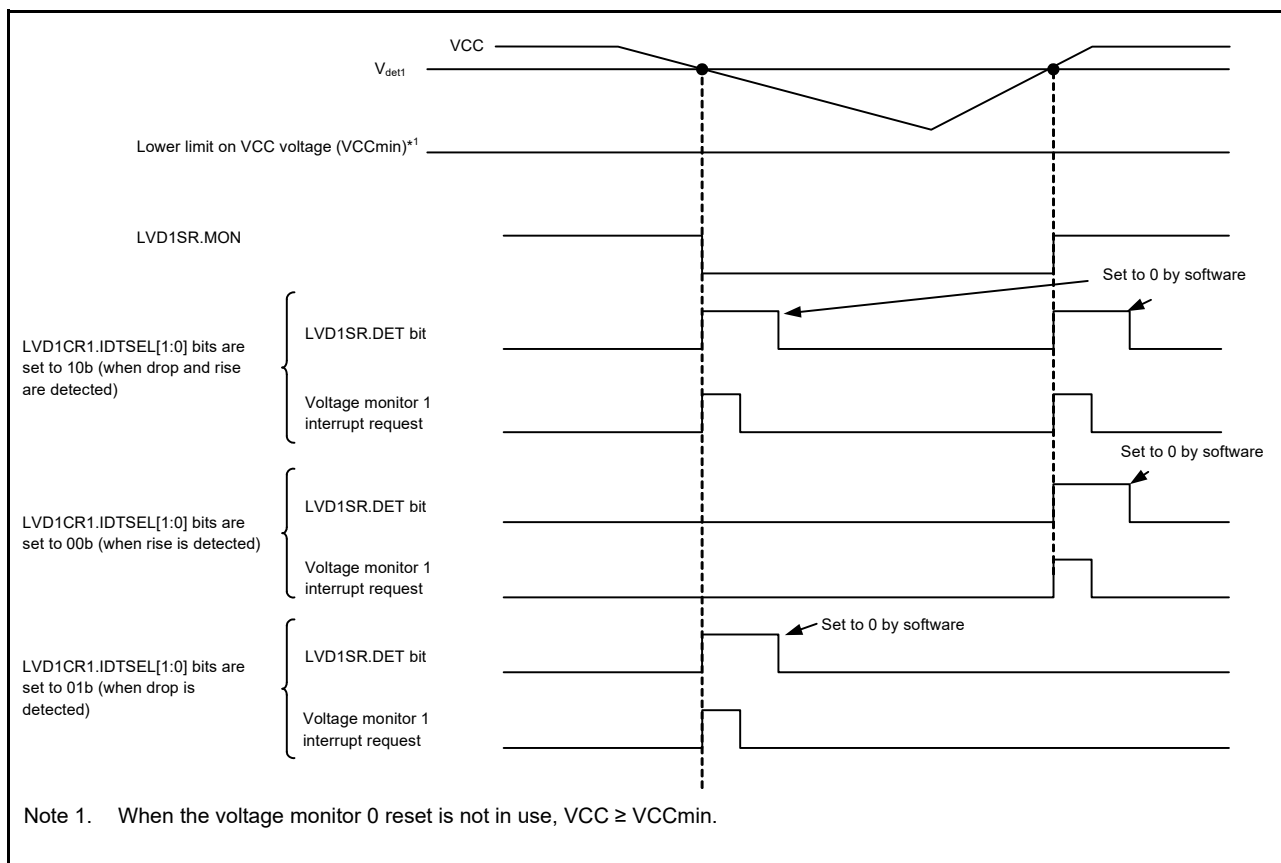 VCC
Vdet1
Lower limit on VCC voltage (VCCmin)*1
LVD1SR.MON
Set to 0 by software
LVD1CR1.IDTSEL[1:0] bits are
set to 10b (when drop and rise
are detected)
LVD1SR.DET bit
Voltage monitor 1
interrupt request
Set to 0 by software
LVD1CR1.IDTSEL[1:0] bits are
set to 00b (when rise is detected)
LVD1SR.DET bit
Voltage monitor 1
interrupt request
Set to 0 by software
LVD1CR1.IDTSEL[1:0] bits are
set to 01b (when drop is
detected)
LVD1SR.DET bit
Voltage monitor 1
interrupt request
Note 1. When the voltage monitor 0 reset is not in use, VCC ≥ VCCmin.